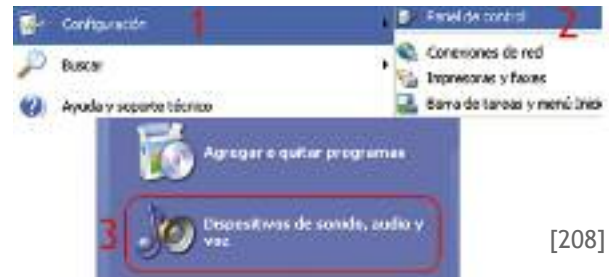 Configuración 1
Panel de control 2
Buscar
Conexiones de red
Impresoras y faxes
Ayuda y soporte técnico
Barra de tareas y menú Inicio
Agregar o quitar programas
3 Dispositivos de sonido, audio y
voz
[208]